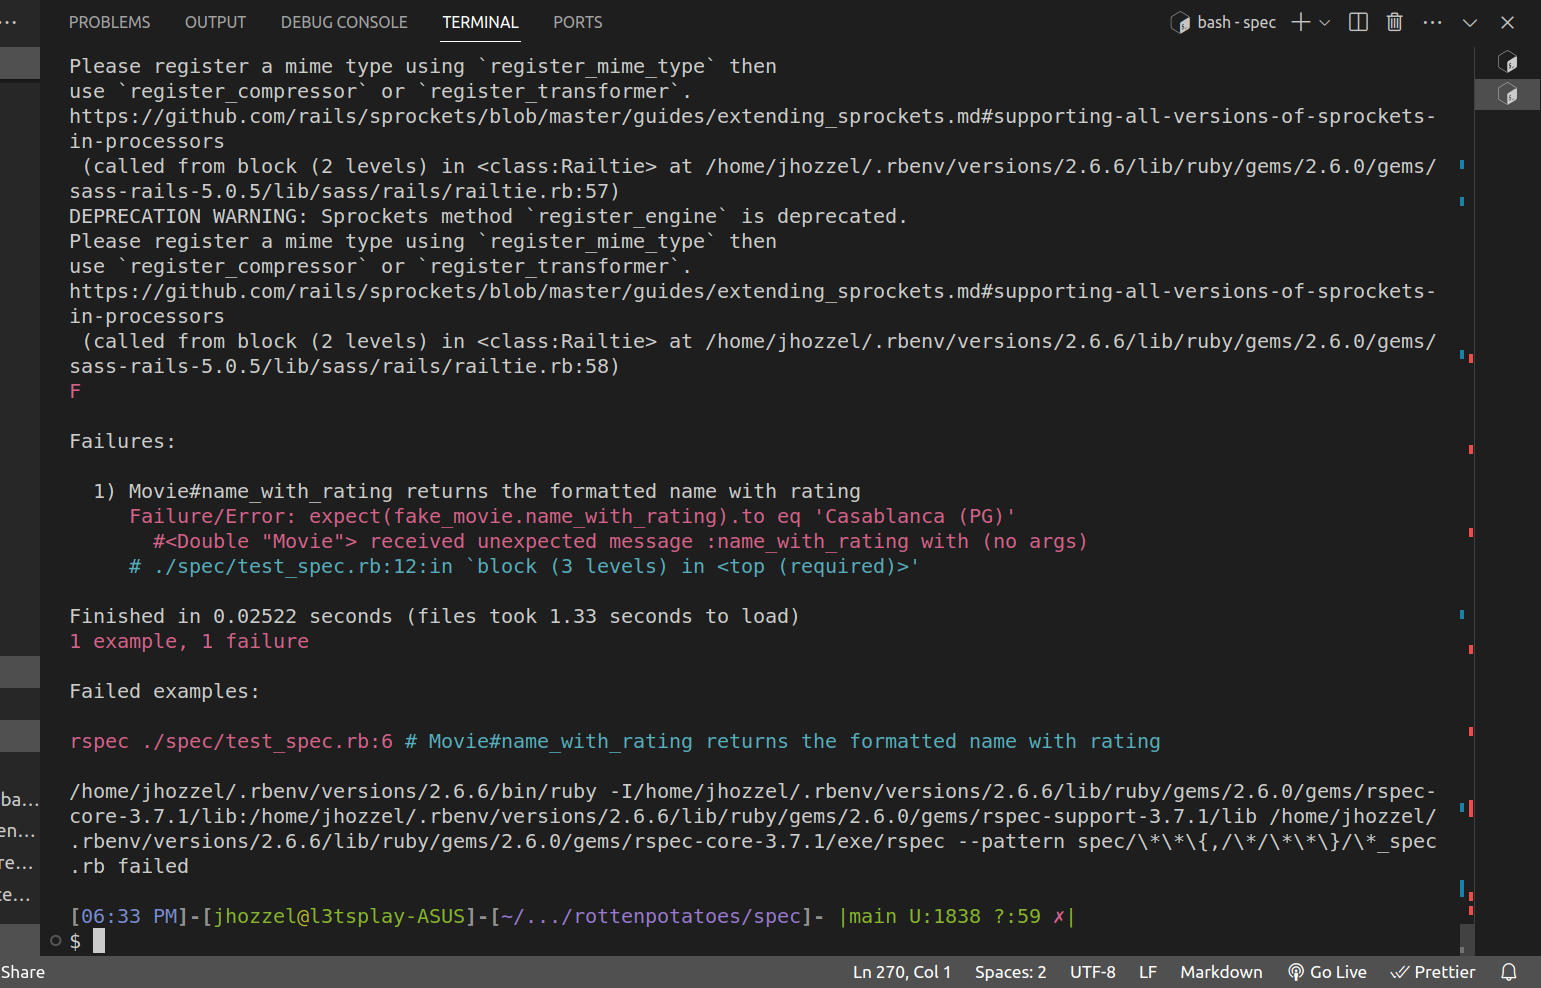 PROBLEMS OUTPUT DEBUG CONSOLE TERMINAL PORTS bash - spec
Please register a mime type using `register_mime_type` then
use `register_compressor` or `register_transformer`.
https://github.com/rails/sprockets/blob/master/guides/extending_sprockets.md#supporting-all-versions-of-sprockets-
in-processors
(called from block (2 levels) in <class:Railtie> at /home/jhozzel/.rbenv/versions/2.6.6/lib/ruby/gems/2.6.0/gems/
sass-rails-5.0.5/lib/sass/rails/railtie.rb:57)
DEPRECATION WARNING: Sprockets method `register_engine` is deprecated.
Please register a mime type using `register_mime_type` then
use `register_compressor` or `register_transformer`.
https://github.com/rails/sprockets/blob/master/guides/extending_sprockets.md#supporting-all-versions-of-sprockets-
in-processors
(called from block (2 levels) in <class:Railtie> at /home/jhozzel/.rbenv/versions/2.6.6/lib/ruby/gems/2.6.0/gems/
sass-rails-5.0.5/lib/sass/rails/railtie.rb:58)
F
Failures:
1) Movie#name_with_rating returns the formatted name with rating
Failure/Error: expect(fake_movie.name_with_rating).to eq 'Casablanca (PG)'
#<Double "Movie"> received unexpected message :name_with_rating with (no args)
# ./spec/test_spec.rb:12:in `block (3 levels) in <top (required)>'
Finished in 0.02522 seconds (files took 1.33 seconds to load)
1 example, 1 failure
Failed examples:
rspec ./spec/test_spec.rb:6 # Movie#name_with_rating returns the formatted name with rating
/home/jhozzel/.rbenv/versions/2.6.6/bin/ruby -I/home/jhozzel/.rbenv/versions/2.6.6/lib/ruby/gems/2.6.0/gems/rspec-
core-3.7.1/lib:/home/jhozzel/.rbenv/versions/2.6.6/lib/ruby/gems/2.6.0/gems/rspec-support-3.7.1/lib /home/jhozzel/
.rbenv/versions/2.6.6/lib/ruby/gems/2.6.0/gems/rspec-core-3.7.1/exe/rspec --pattern spec/\*\*\{,/\*/\*\*\}/\*_spec
.rb failed
[06:33 PM]-[jhozzel@l3tsplay-ASUS]-[~/.../rottenpotatoes/spec]- |main U:1838 ?:59 ✗|
$
ba...
en...
re...
Share Ln 270, Col 1 Spaces: 2 UTF-8 LF Markdown Go Live Prettier